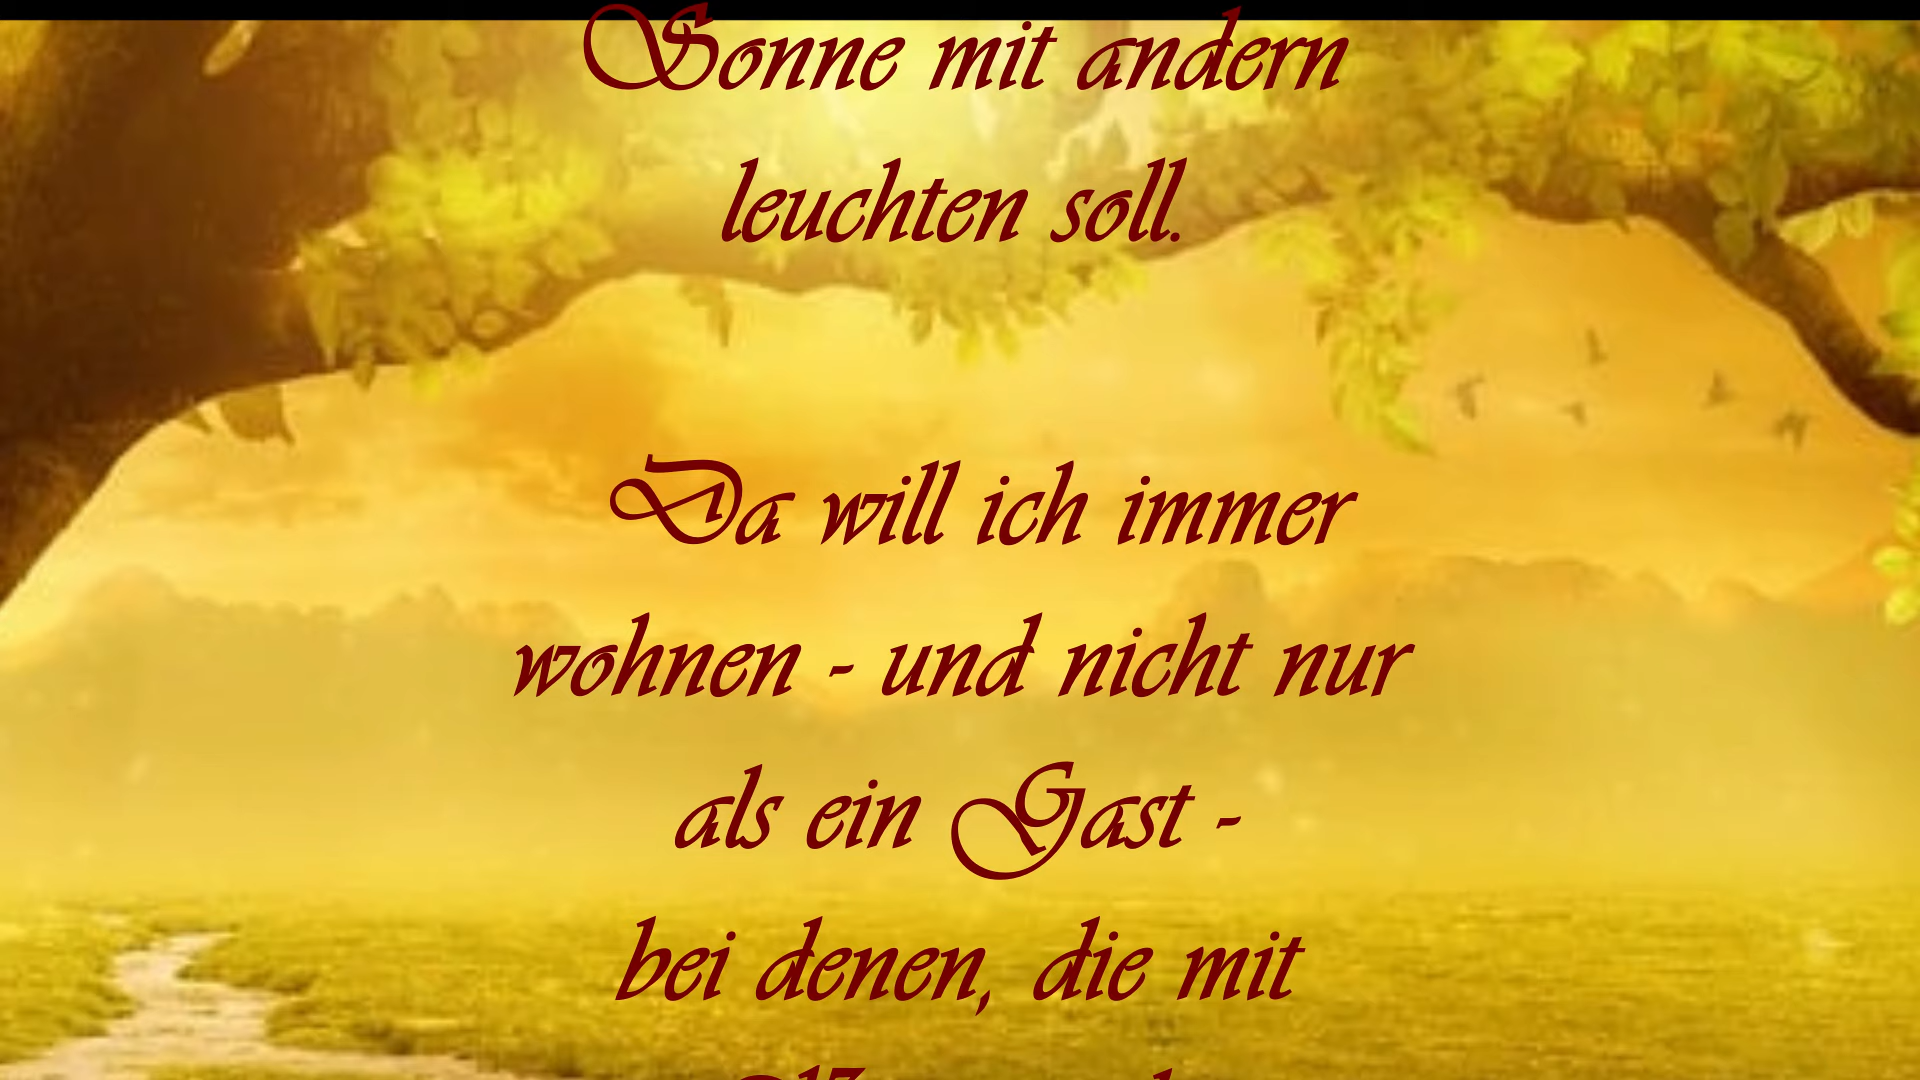 Sonne mit andern
leuchten soll.
Da will ich immer
wohnen - und nicht nur
als ein Gast -
bei denen, die mit